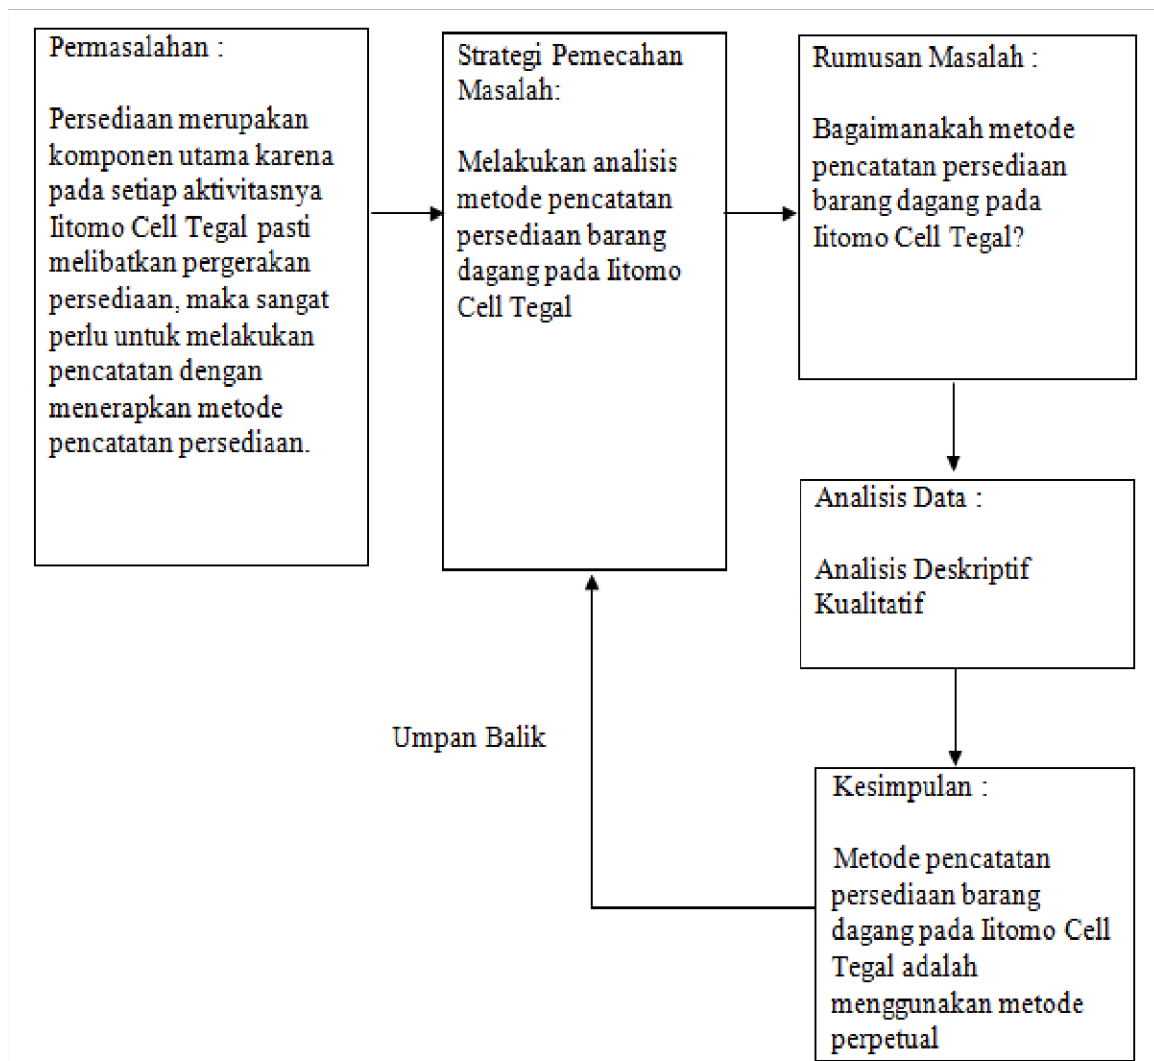 Permasalahan :
Persediaan merupakan
komponen utama karena
pada setiap aktivitasnya
Iitomo Cell Tegal pasti
melibatkan pergerakan
persediaan, maka sangat
perlu untuk melakukan
pencatatan dengan
menerapkan metode
pencatatan persediaan.
Strategi Pemecahan
Masalah:
Melakukan analisis
metode pencatatan
persediaan barang
dagang pada Iitomo
Cell Tegal
Rumusan Masalah :
Bagaimanakah metode
pencatatan persediaan
barang dagang pada
Iitomo Cell Tegal?
Analisis Data :
Analisis Deskriptif
Kualitatif
Umpan Balik
Kesimpulan :
Metode pencatatan
persediaan barang
dagang pada Iitomo Cell
Tegal adalah
menggunakan metode
perpetual